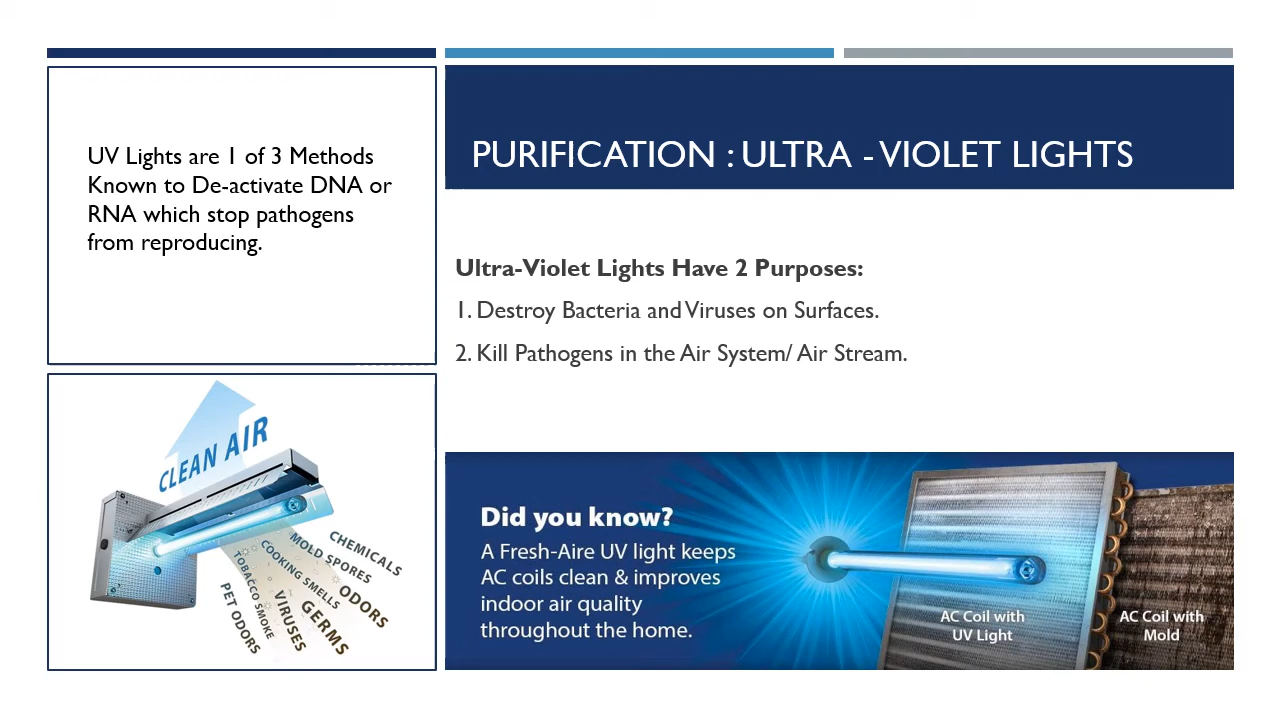 UV Lights are 1 of 3 Methods
Known to De-activate DNA or
RNA which stop pathogens
from reproducing.
PURIFICATION : ULTRA - VIOLET LIGHTS
Ultra-Violet Lights Have 2 Purposes:
1. Destroy Bacteria and Viruses on Surfaces.
2. Kill Pathogens in the Air System/ Air Stream.
CLEAN AIR
CHEMICALS
MOLD SPORES
ODORS
COOKING SMELLS
GERMS
VIRUSES
TOBACCO SMOKE
PET ODORS
Did you know?
A Fresh-Aire UV light keeps
AC coils clean & improves
indoor air quality
throughout the home.
AC Coil with
UV Light
AC Coil with
Mold